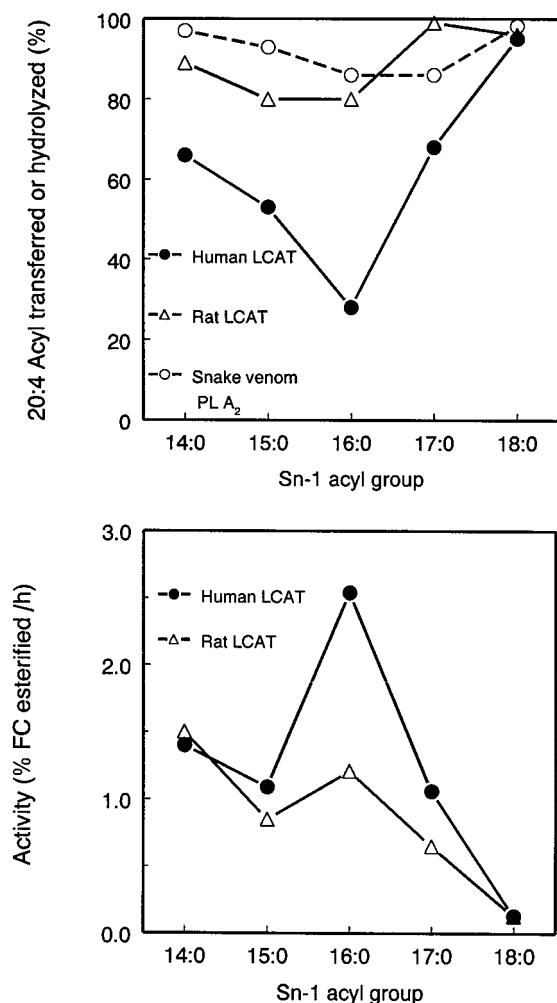 20:4 Acyl transferred or hydrolyzed (%)
100
80
60
40
20
0
Human LCAT
Rat LCAT
Snake venom
PL A2
14:0 15:0 16:0 17:0 18:0
Sn-1 acyl group
Activity (% FC esterified /h)
3.0
2.0
1.0
0.0
Human LCAT
Rat LCAT
14:0 15:0 16:0 17:0 18:0
Sn-1 acyl group